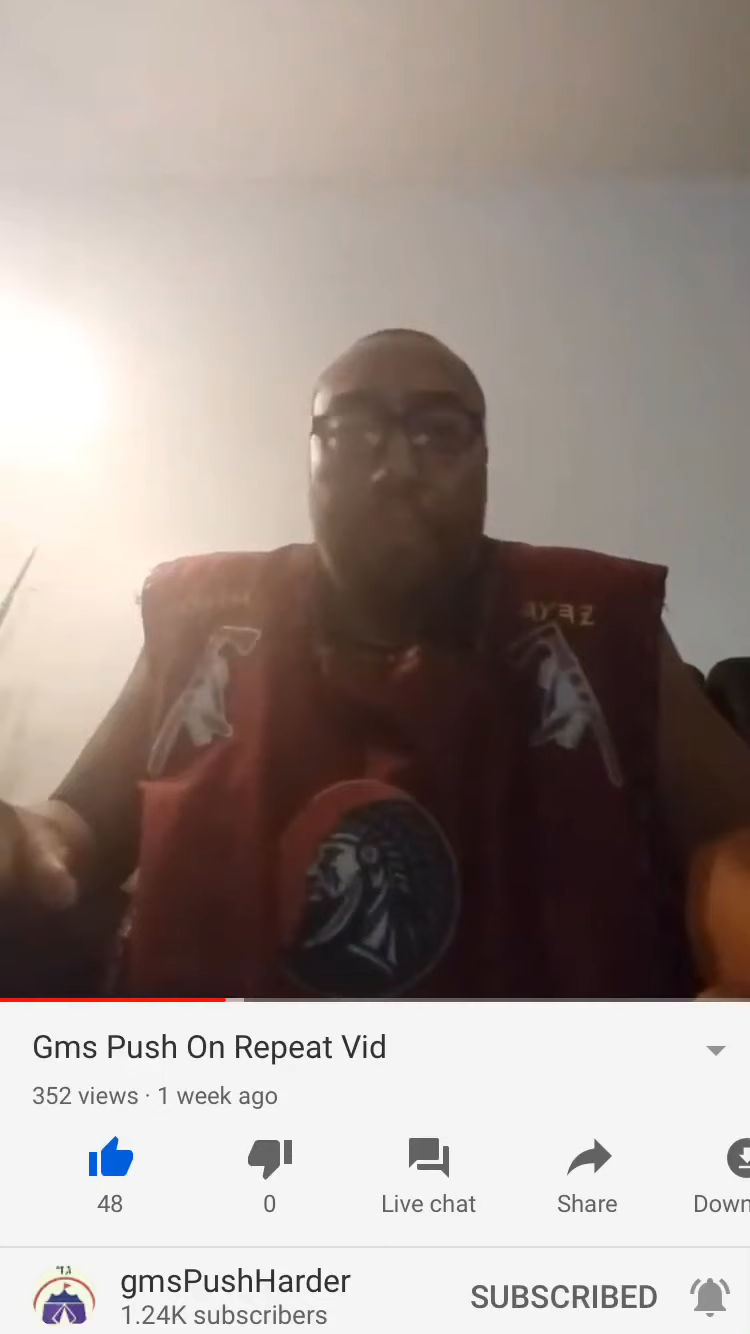 Gms Push On Repeat Vid
352 views · 1 week ago
48
0
Live chat
Share
Down
gmsPushHarder
1.24K subscribers
SUBSCRIBED